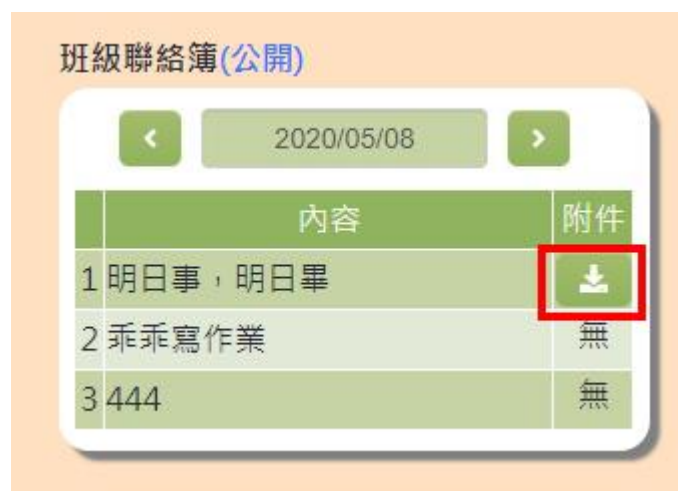 班級聯絡簿(公開)
2020/05/08
內容 附件
1 明日事，明日畢
2 乖乖寫作業 無
3 444 無